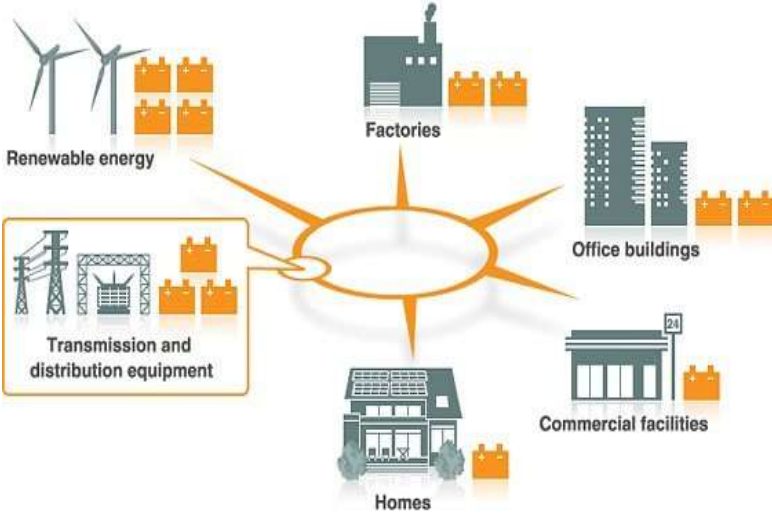 Renewable energy
Factories
Office buildings
Transmission and
distribution equipment
24
Commercial facilities
Homes